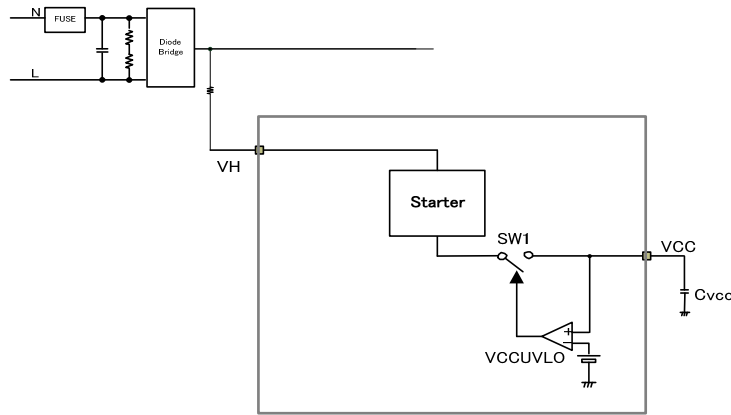 N
FUSE
L
Diode
Bridge
VH
Starter
SW1
VCC
Cvcc
+
−
VCCUVLO